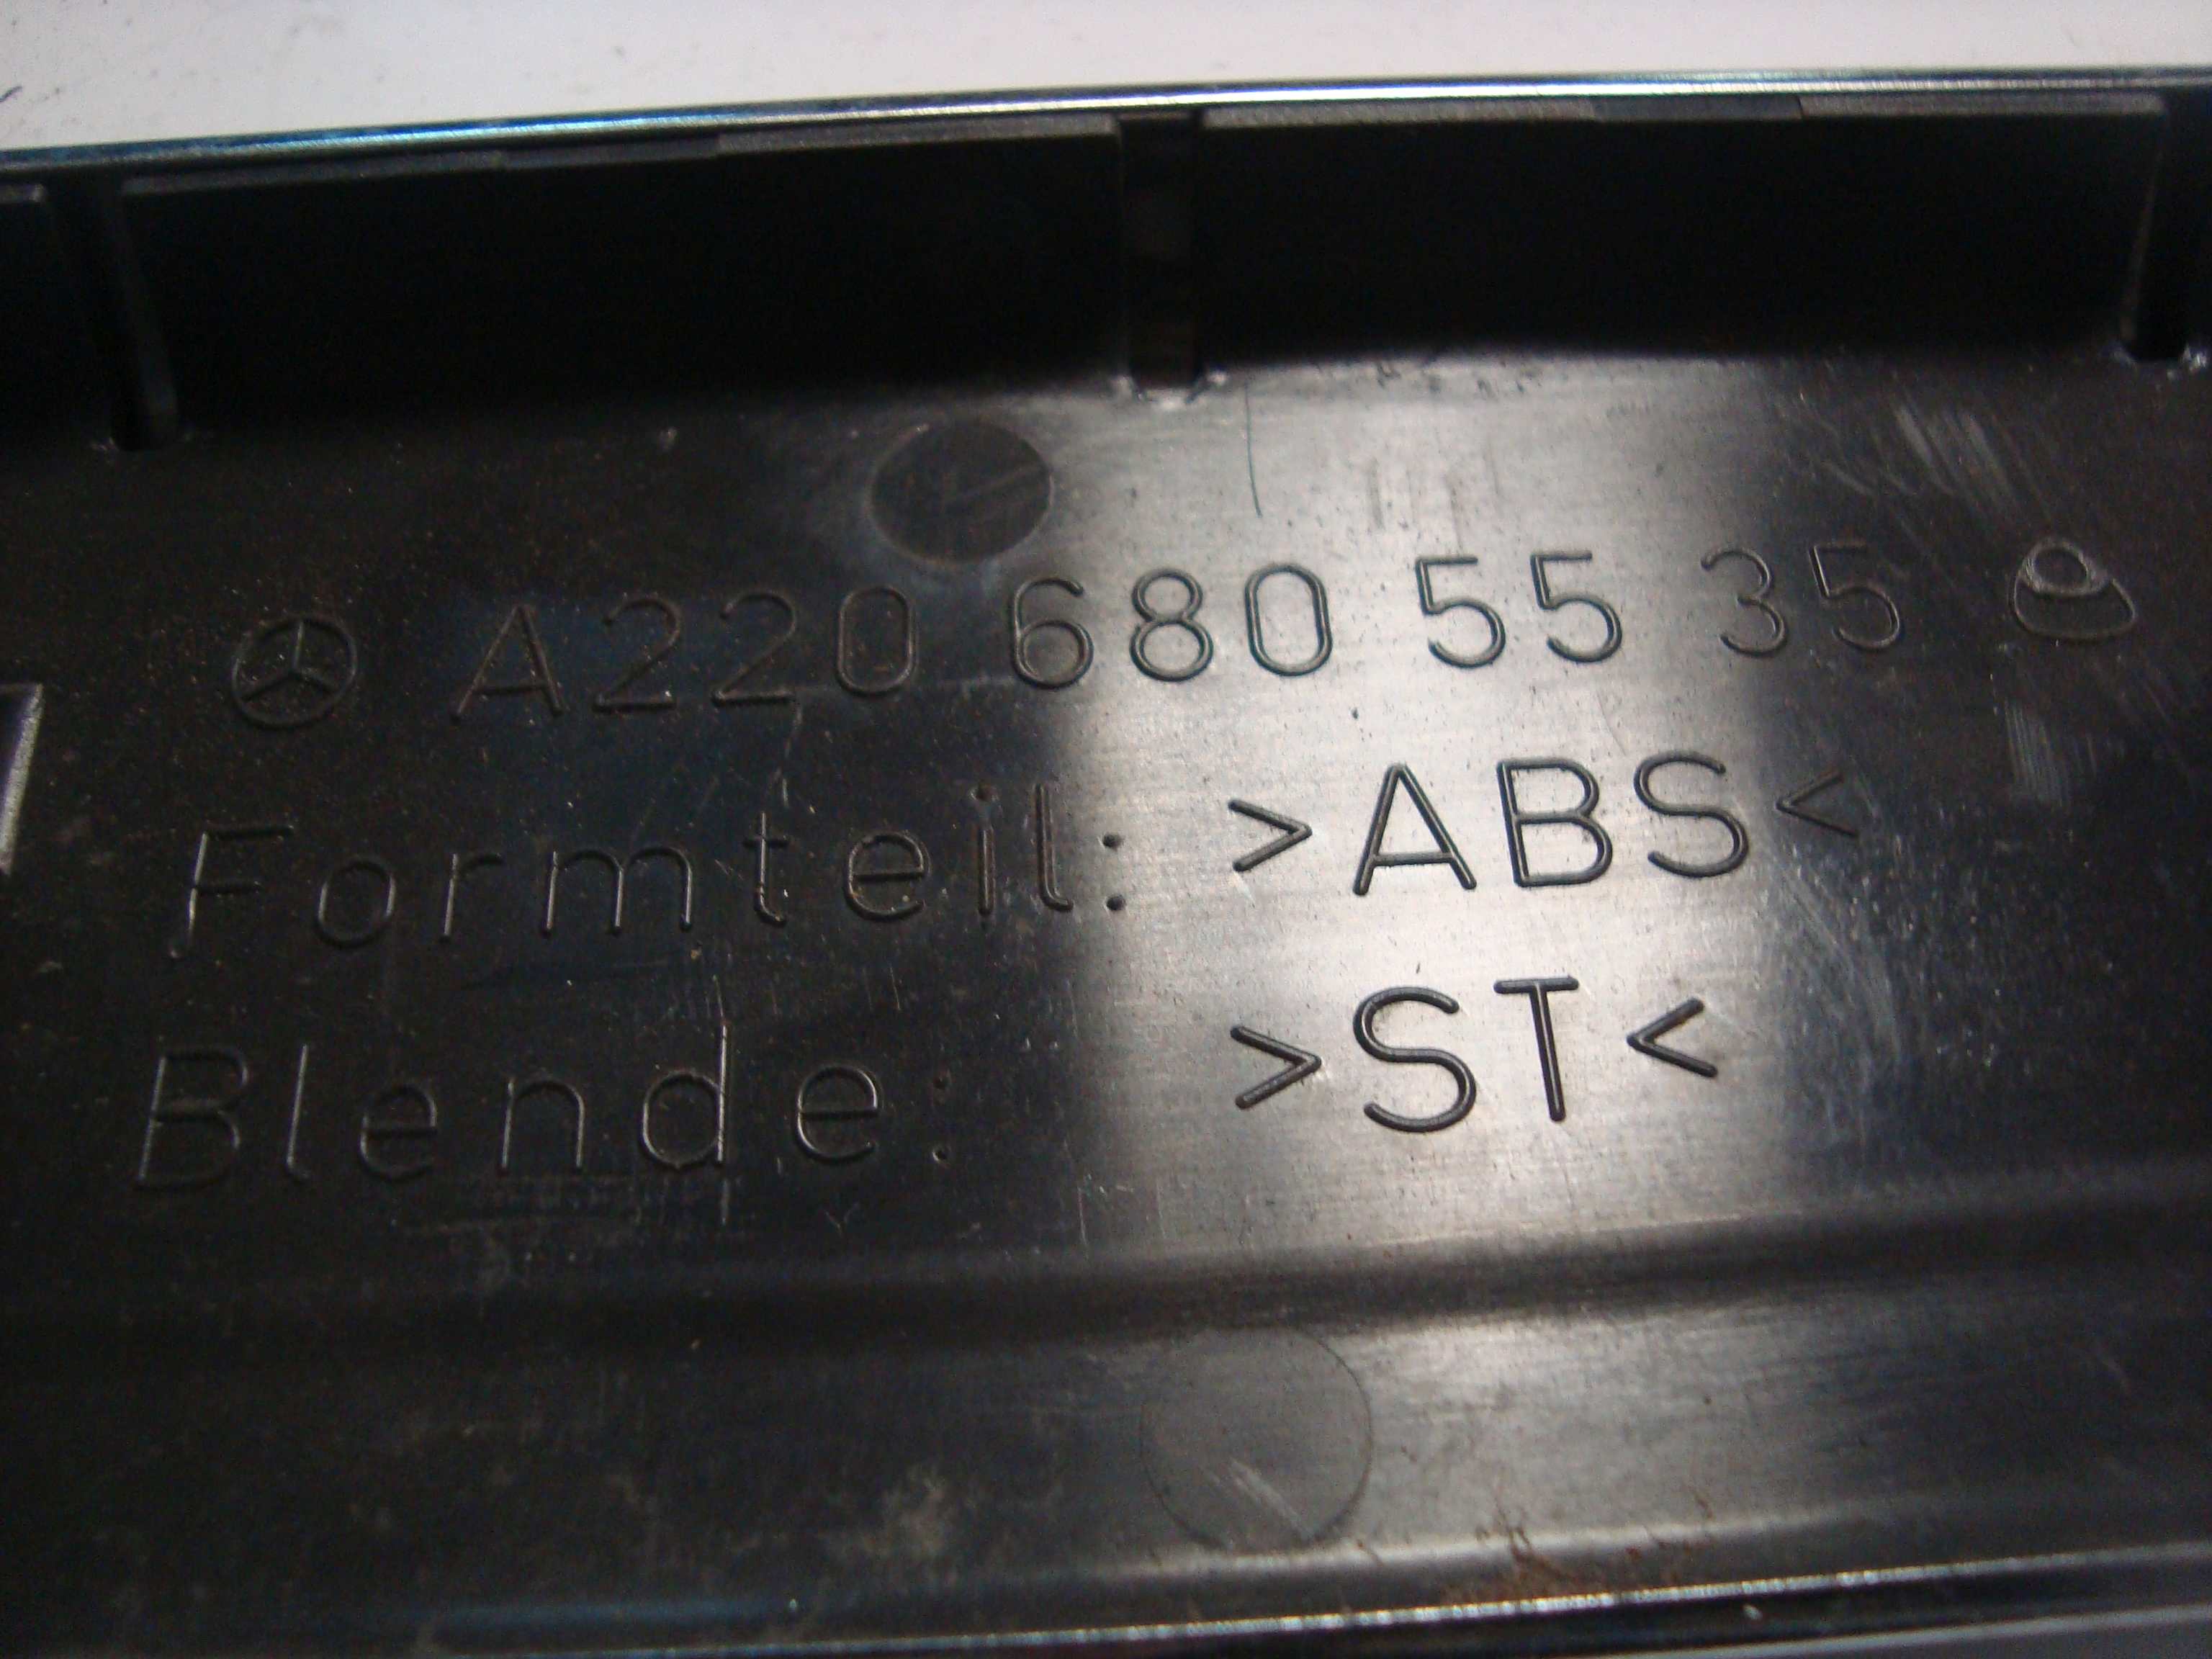 A220 680 55 35
Formteil: >ABS<
Blende: >ST<